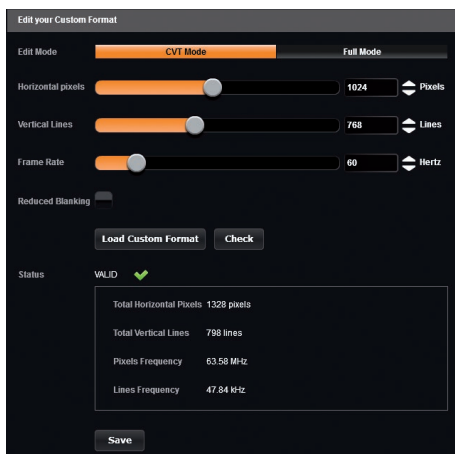 Edit your Custom Format
Edit Mode CVT Mode Full Mode
Horizontal pixels 1024 Pixels
Vertical Lines 768 Lines
Frame Rate 60 Hertz
Reduced Blanking
Load Custom Format Check
Status VALID
Total Horizontal Pixels 1328 pixels
Total Vertical Lines 798 lines
Pixels Frequency 63.58 MHz
Lines Frequency 47.84 kHz
Save